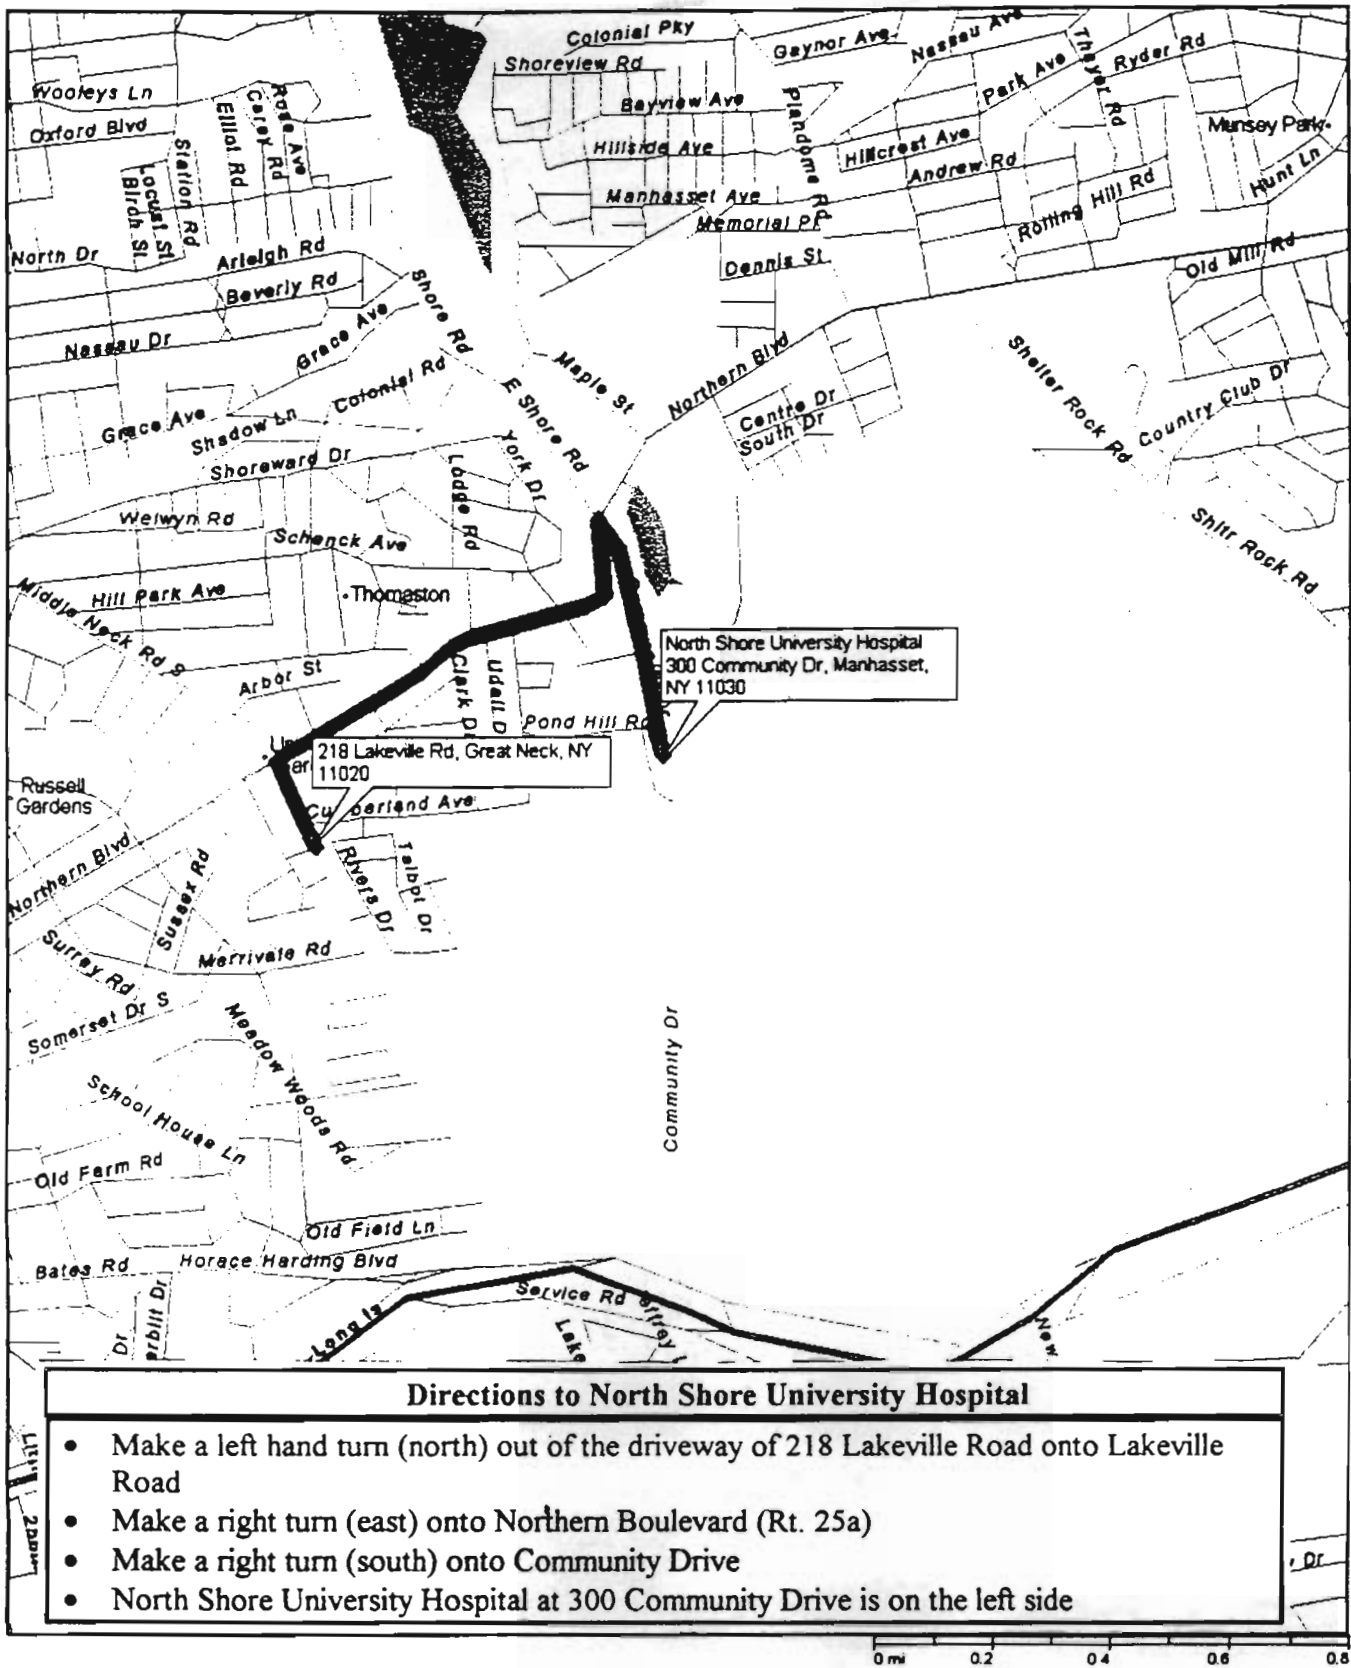 Colonial Pky
Gaynor Ave
Nassau Ave
Thayer Rd
Ryder Rd
Shoreview Rd
Park Ave
Wooleys Ln
Bayview Ave
Plandome Rd
Munsey Park
Oxford Blvd
Station Rd
Elliot Rd
Carey Rd
Rose Ave
Hillside Ave
Hillcrest Ave
Andrew Rd
Hunt Ln
Locust St
Birch St
Manhasset Ave
Memorial Pl
Rolling Hill Rd
North Dr
Arleigh Rd
Dennis St
Old Mill Rd
Beverly Rd
Shore Rd
Nassau Dr
Grace Ave
Maple St
Northern Blvd
Shelter Rock Rd
Colonial Rd
E Shore Rd
Country Club Dr
Grace Ave
Shadow Ln
Centre Dr
South Dr
Shoreward Dr
Lodge Rd
York Dr
Welwyn Rd
Schenck Ave
Shltr Rock Rd
Middle Neck Rd S
Hill Park Ave
Thomaston
North Shore University Hospital
300 Community Dr, Manhasset,
NY 11030
Arbor St
Clark D
Udall D
Pond Hill Rd
218 Lakeville Rd, Great Neck, NY
11020
Russell
Gardens
Cumberland Ave
Northern Blvd
Sussex Rd
Rivers Dr
Talbot Dr
Surrey Rd
Merrivale Rd
Somerset Dr S
Meadow Woods Rd
Community Dr
School House Ln
Old Farm Rd
Old Field Ln
Bates Rd
Horace Harding Blvd
Service Rd
Long Is
Lake
New
Dr
erbilt Dr
Directions to North Shore University Hospital
• Make a left hand turn (north) out of the driveway of 218 Lakeville Road onto Lakeville
Road
• Make a right turn (east) onto Northern Boulevard (Rt. 25a)
• Make a right turn (south) onto Community Drive
• North Shore University Hospital at 300 Community Drive is on the left side
Dr
0 mi 0.2 0.4 0.6 0.8